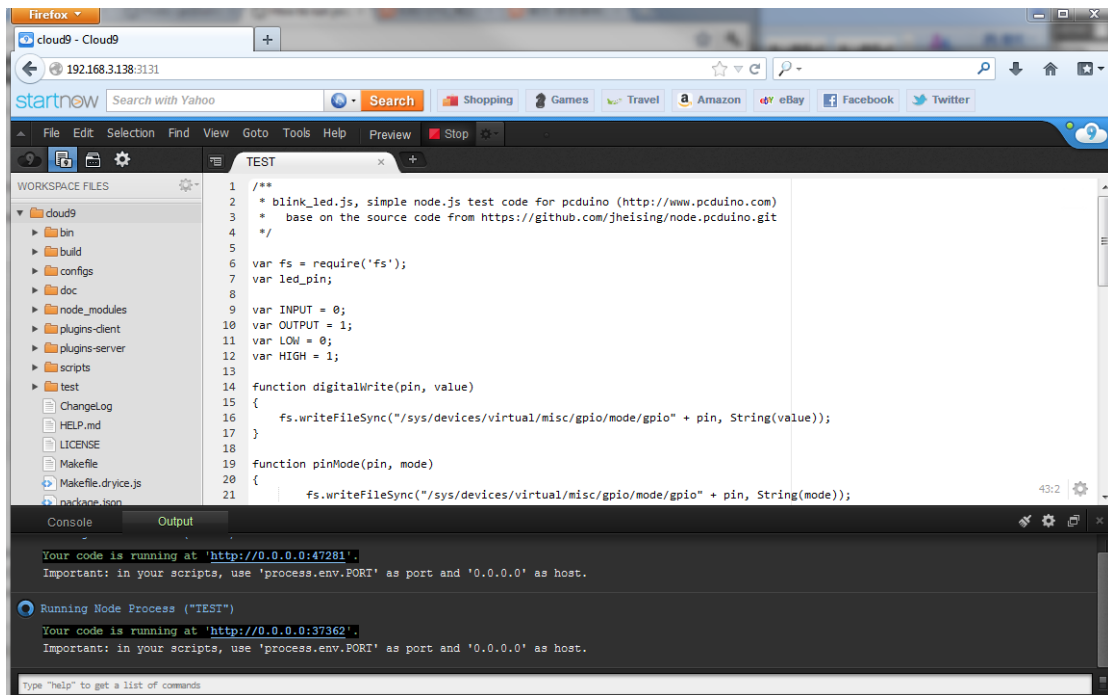 Firefox
cloud9 - Cloud9
+
192.168.3.138:3131
startnow Search with Yahoo Search Shopping Games Travel a Amazon ebY eBay Facebook Twitter
File Edit Selection Find View Goto Tools Help Preview Stop 9
9 TEST × +
WORKSPACE FILES
cloud9
bin
build
configs
doc
node_modules
plugins-client
plugins-server
scripts
test
ChangeLog
HELP.md
LICENSE
Makefile
Makefile.dryice.js
package.json
1 /**
2 * blink_led.js, simple node.js test code for pcduino (http://www.pcduino.com)
3 *   base on the source code from https://github.com/jheising/node.pcduino.git
4 */
5
6 var fs = require('fs');
7 var led_pin;
8
9 var INPUT = 0;
10 var OUTPUT = 1;
11 var LOW = 0;
12 var HIGH = 1;
13
14 function digitalWrite(pin, value)
15 {
16     fs.writeFileSync("/sys/devices/virtual/misc/gpio/mode/gpio" + pin, String(value));
17 }
18
19 function pinMode(pin, mode)
20 {
21         fs.writeFileSync("/sys/devices/virtual/misc/gpio/mode/gpio" + pin, String(mode));
43:2
Console Output
Your code is running at 'http://0.0.0.0:47281'.
Important: in your scripts, use 'process.env.PORT' as port and '0.0.0.0' as host.
Running Node Process ("TEST")
Your code is running at 'http://0.0.0.0:37362'.
Important: in your scripts, use 'process.env.PORT' as port and '0.0.0.0' as host.
Type "help" to get a list of commands